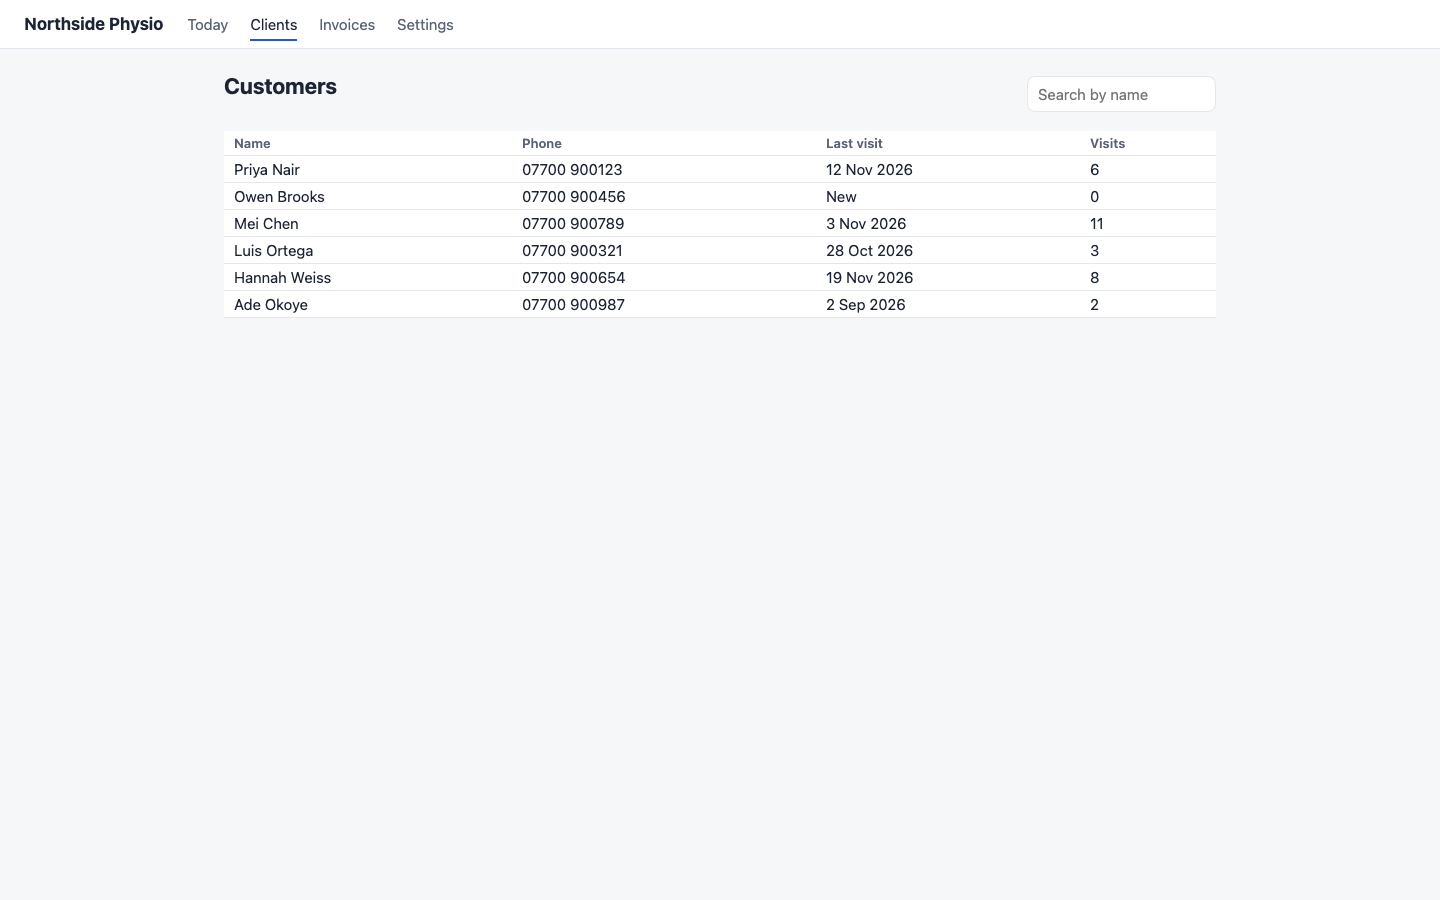 Northside Physio Today Clients Invoices Settings
Customers
Search by name
Name Phone Last visit Visits
Priya Nair 07700 900123 12 Nov 2026 6
Owen Brooks 07700 900456 New 0
Mei Chen 07700 900789 3 Nov 2026 11
Luis Ortega 07700 900321 28 Oct 2026 3
Hannah Weiss 07700 900654 19 Nov 2026 8
Ade Okoye 07700 900987 2 Sep 2026 2